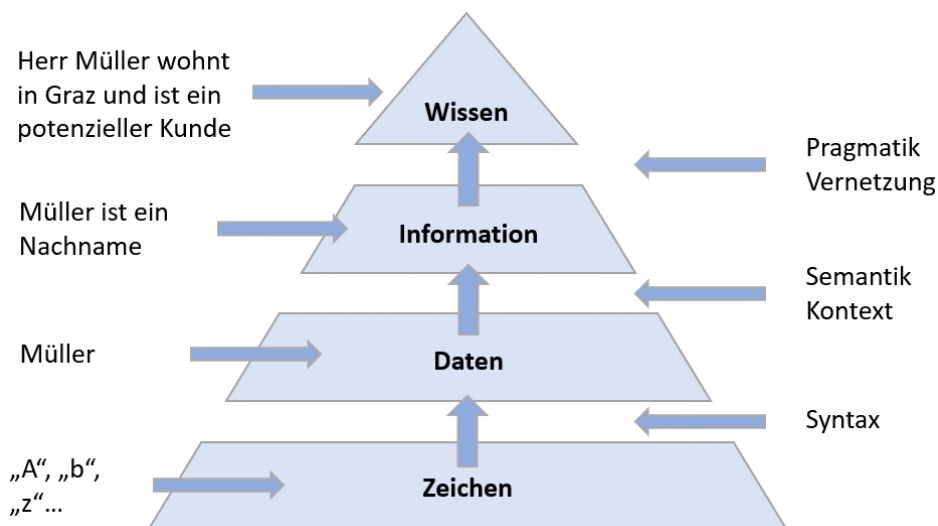 Herr Müller wohnt
in Graz und ist ein
potenzieller Kunde
Wissen
Pragmatik
Vernetzung
Müller ist ein
Nachname
Information
Semantik
Kontext
Müller
Daten
Syntax
„A“, „b“,
„z“...
Zeichen